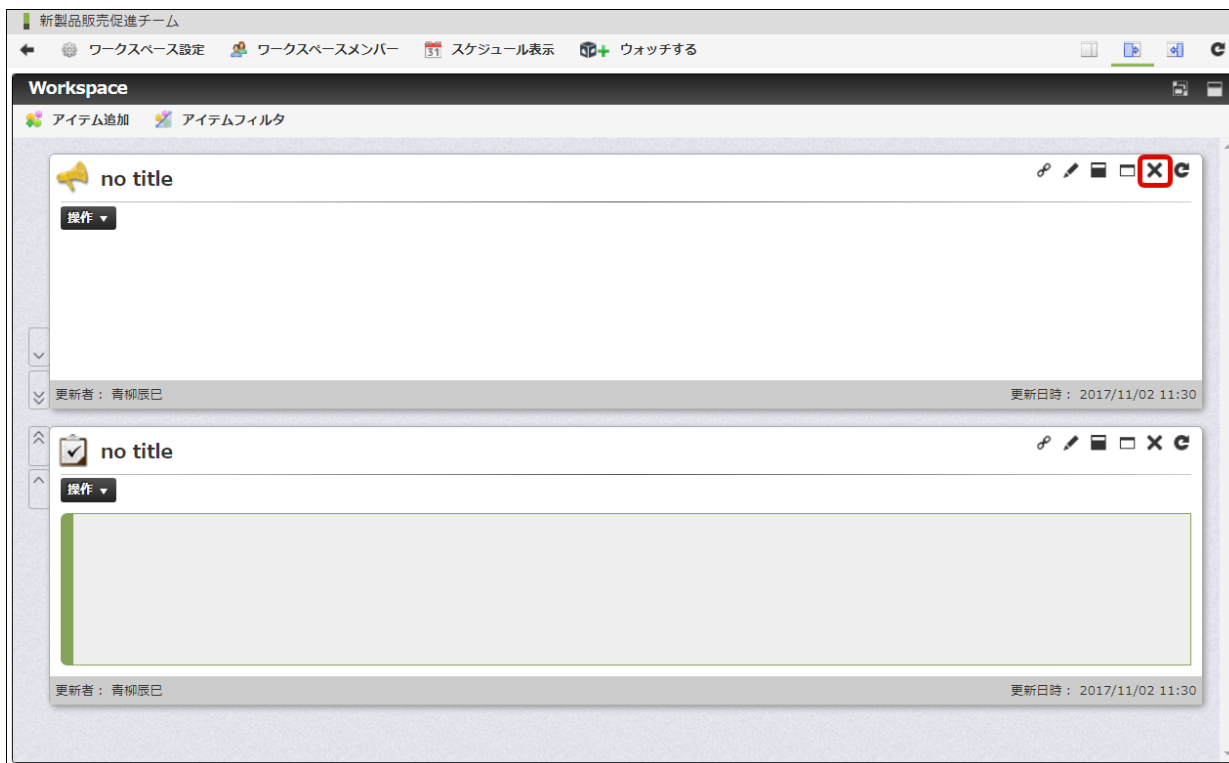 新製品販売促進チーム
ワークスペース設定 ワークスペースメンバー 31 スケジュール表示 ウォッチする
Workspace
アイテム追加 アイテムフィルタ
no title
操作
更新者： 青柳辰巳 更新日時： 2017/11/02 11:30
no title
操作
更新者： 青柳辰巳 更新日時： 2017/11/02 11:30